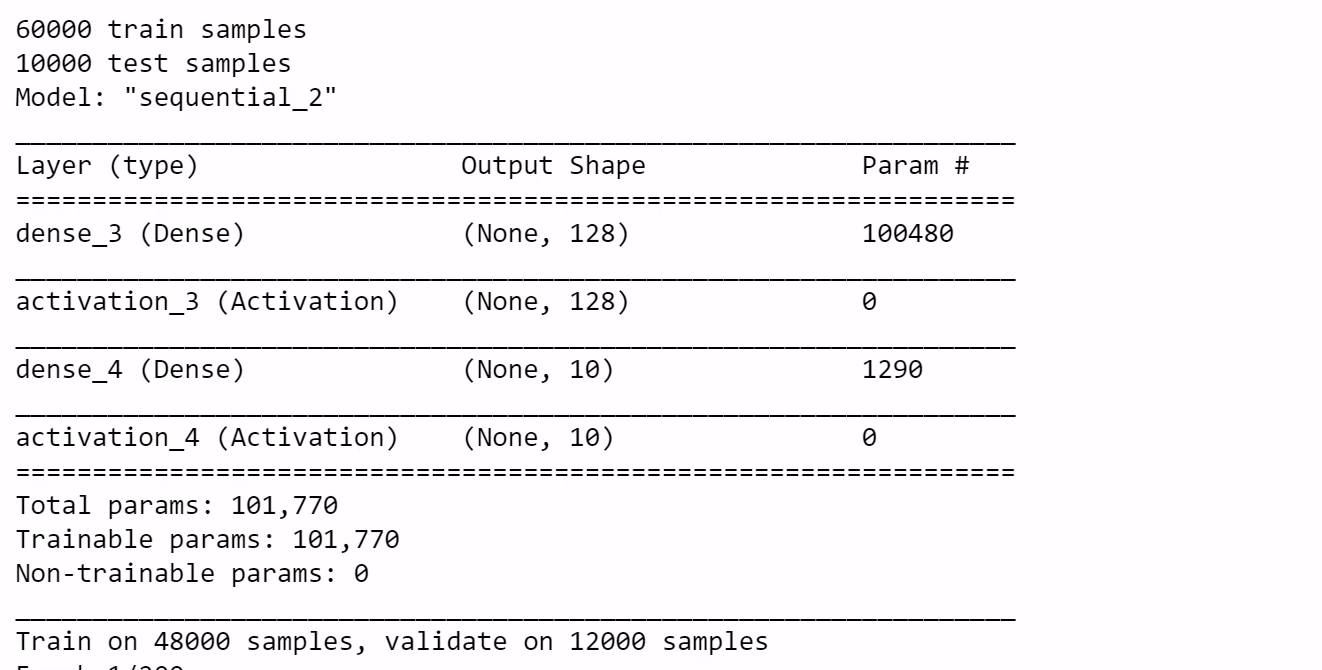 60000 train samples
10000 test samples
Model: "sequential_2"
Layer (type) Output Shape Param #
dense_3 (Dense) (None, 128) 100480
activation_3 (Activation) (None, 128) 0
dense_4 (Dense) (None, 10) 1290
activation_4 (Activation) (None, 10) 0
Total params: 101,770
Trainable params: 101,770
Non-trainable params: 0
Train on 48000 samples, validate on 12000 samples